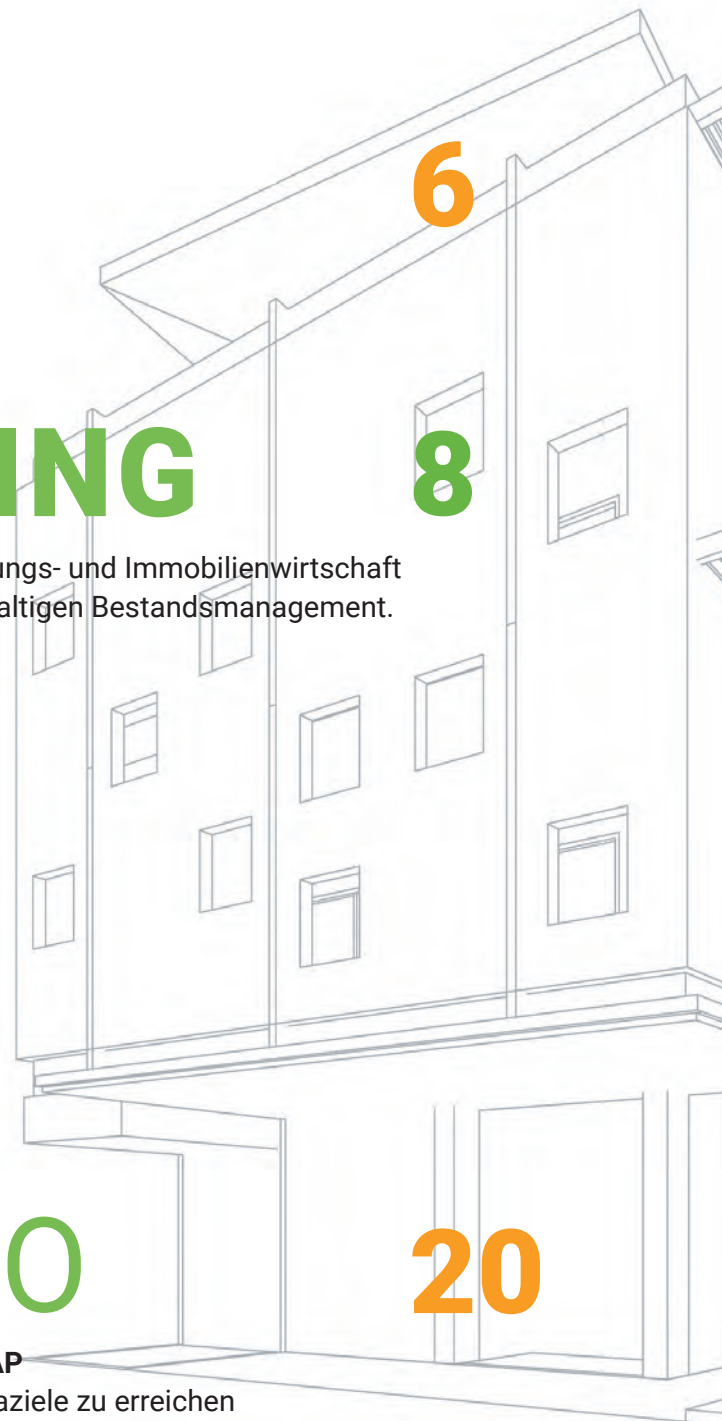 6
ING 8
ungs- und Immobilienwirtschaft
altigen Bestandsmanagement.
O 20
AP
aziele zu erreichen